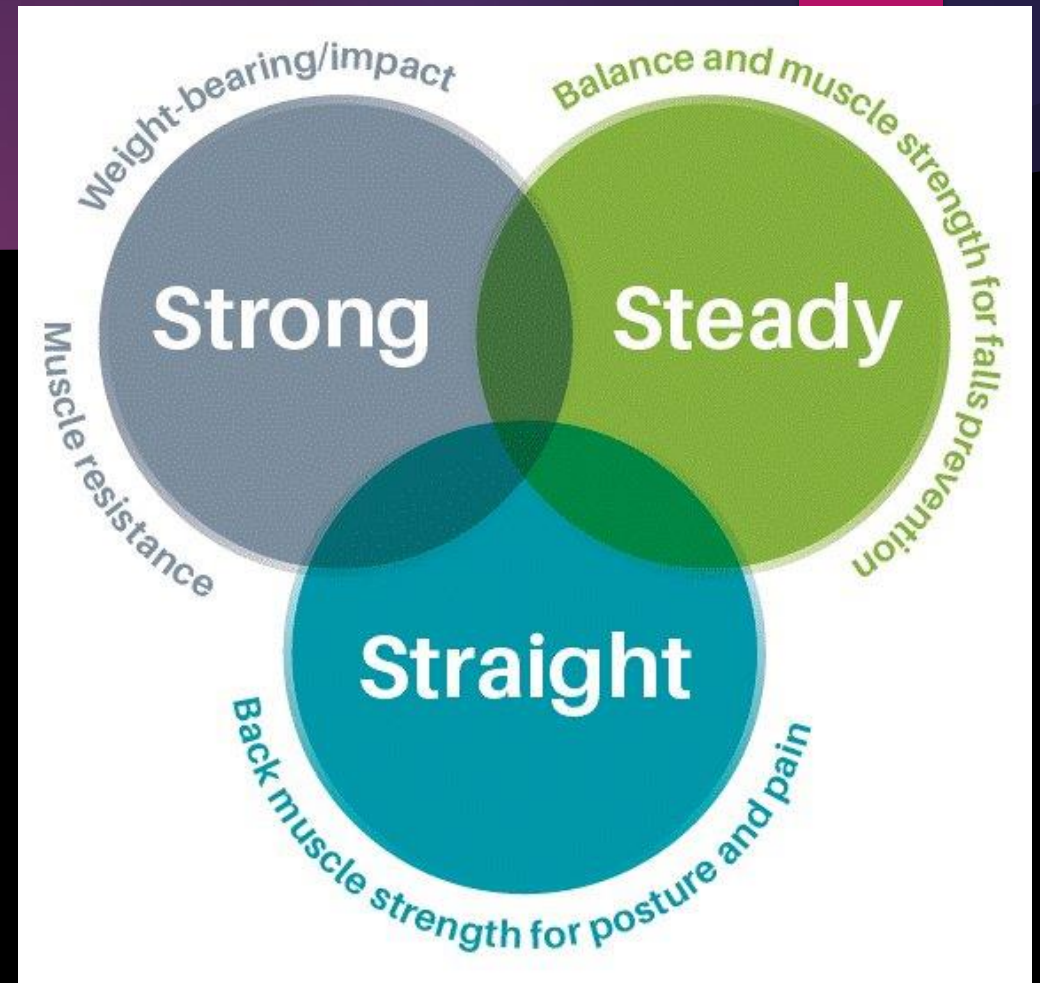 Weight-bearing/impact
Strong
Muscle resistance
Balance and muscle strength for falls prevention
Steady
Straight
Back muscle strength for posture and pain